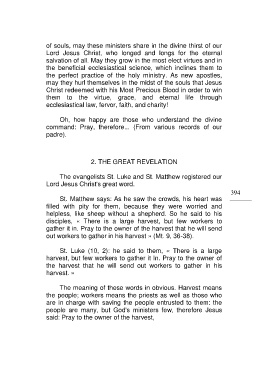 of souls, may these ministers share in the divine thirst of our
Lord Jesus Christ, who longed and longs for the eternal
salvation of all. May they grow in the most elect virtues and in
the beneficial ecclesiastical science, which inclines them to
the perfect practice of the holy ministry. As new apostles,
may they hurl themselves in the midst of the souls that Jesus
Christ redeemed with his Most Precious Blood in order to win
them to the virtue, grace, and eternal life through
ecclesiastical law, fervor, faith, and charity!
Oh, how happy are those who understand the divine
command: Pray, therefore... (From various records of our
padre).
2. THE GREAT REVELATION
The evangelists St. Luke and St. Matthew registered our
Lord Jesus Christ's great word.
394
St. Matthew says: As he saw the crowds, his heart was
filled with pity for them, because they were worried and
helpless, like sheep without a shepherd. So he said to his
disciples, « There is a large harvest, but few workers to
gather it in. Pray to the owner of the harvest that he will send
out workers to gather in his harvest » (Mt. 9, 36-38).
St. Luke (10, 2): he said to them, « There is a large
harvest, but few workers to gather it In. Pray to the owner of
the harvest that he will send out workers to gather in his
harvest. »
The meaning of these words in obvious. Harvest means
the people; workers means the priests as well as those who
are in charge with saving the people entrusted to them: the
people are many, but God's ministers few, therefore Jesus
said: Pray to the owner of the harvest,